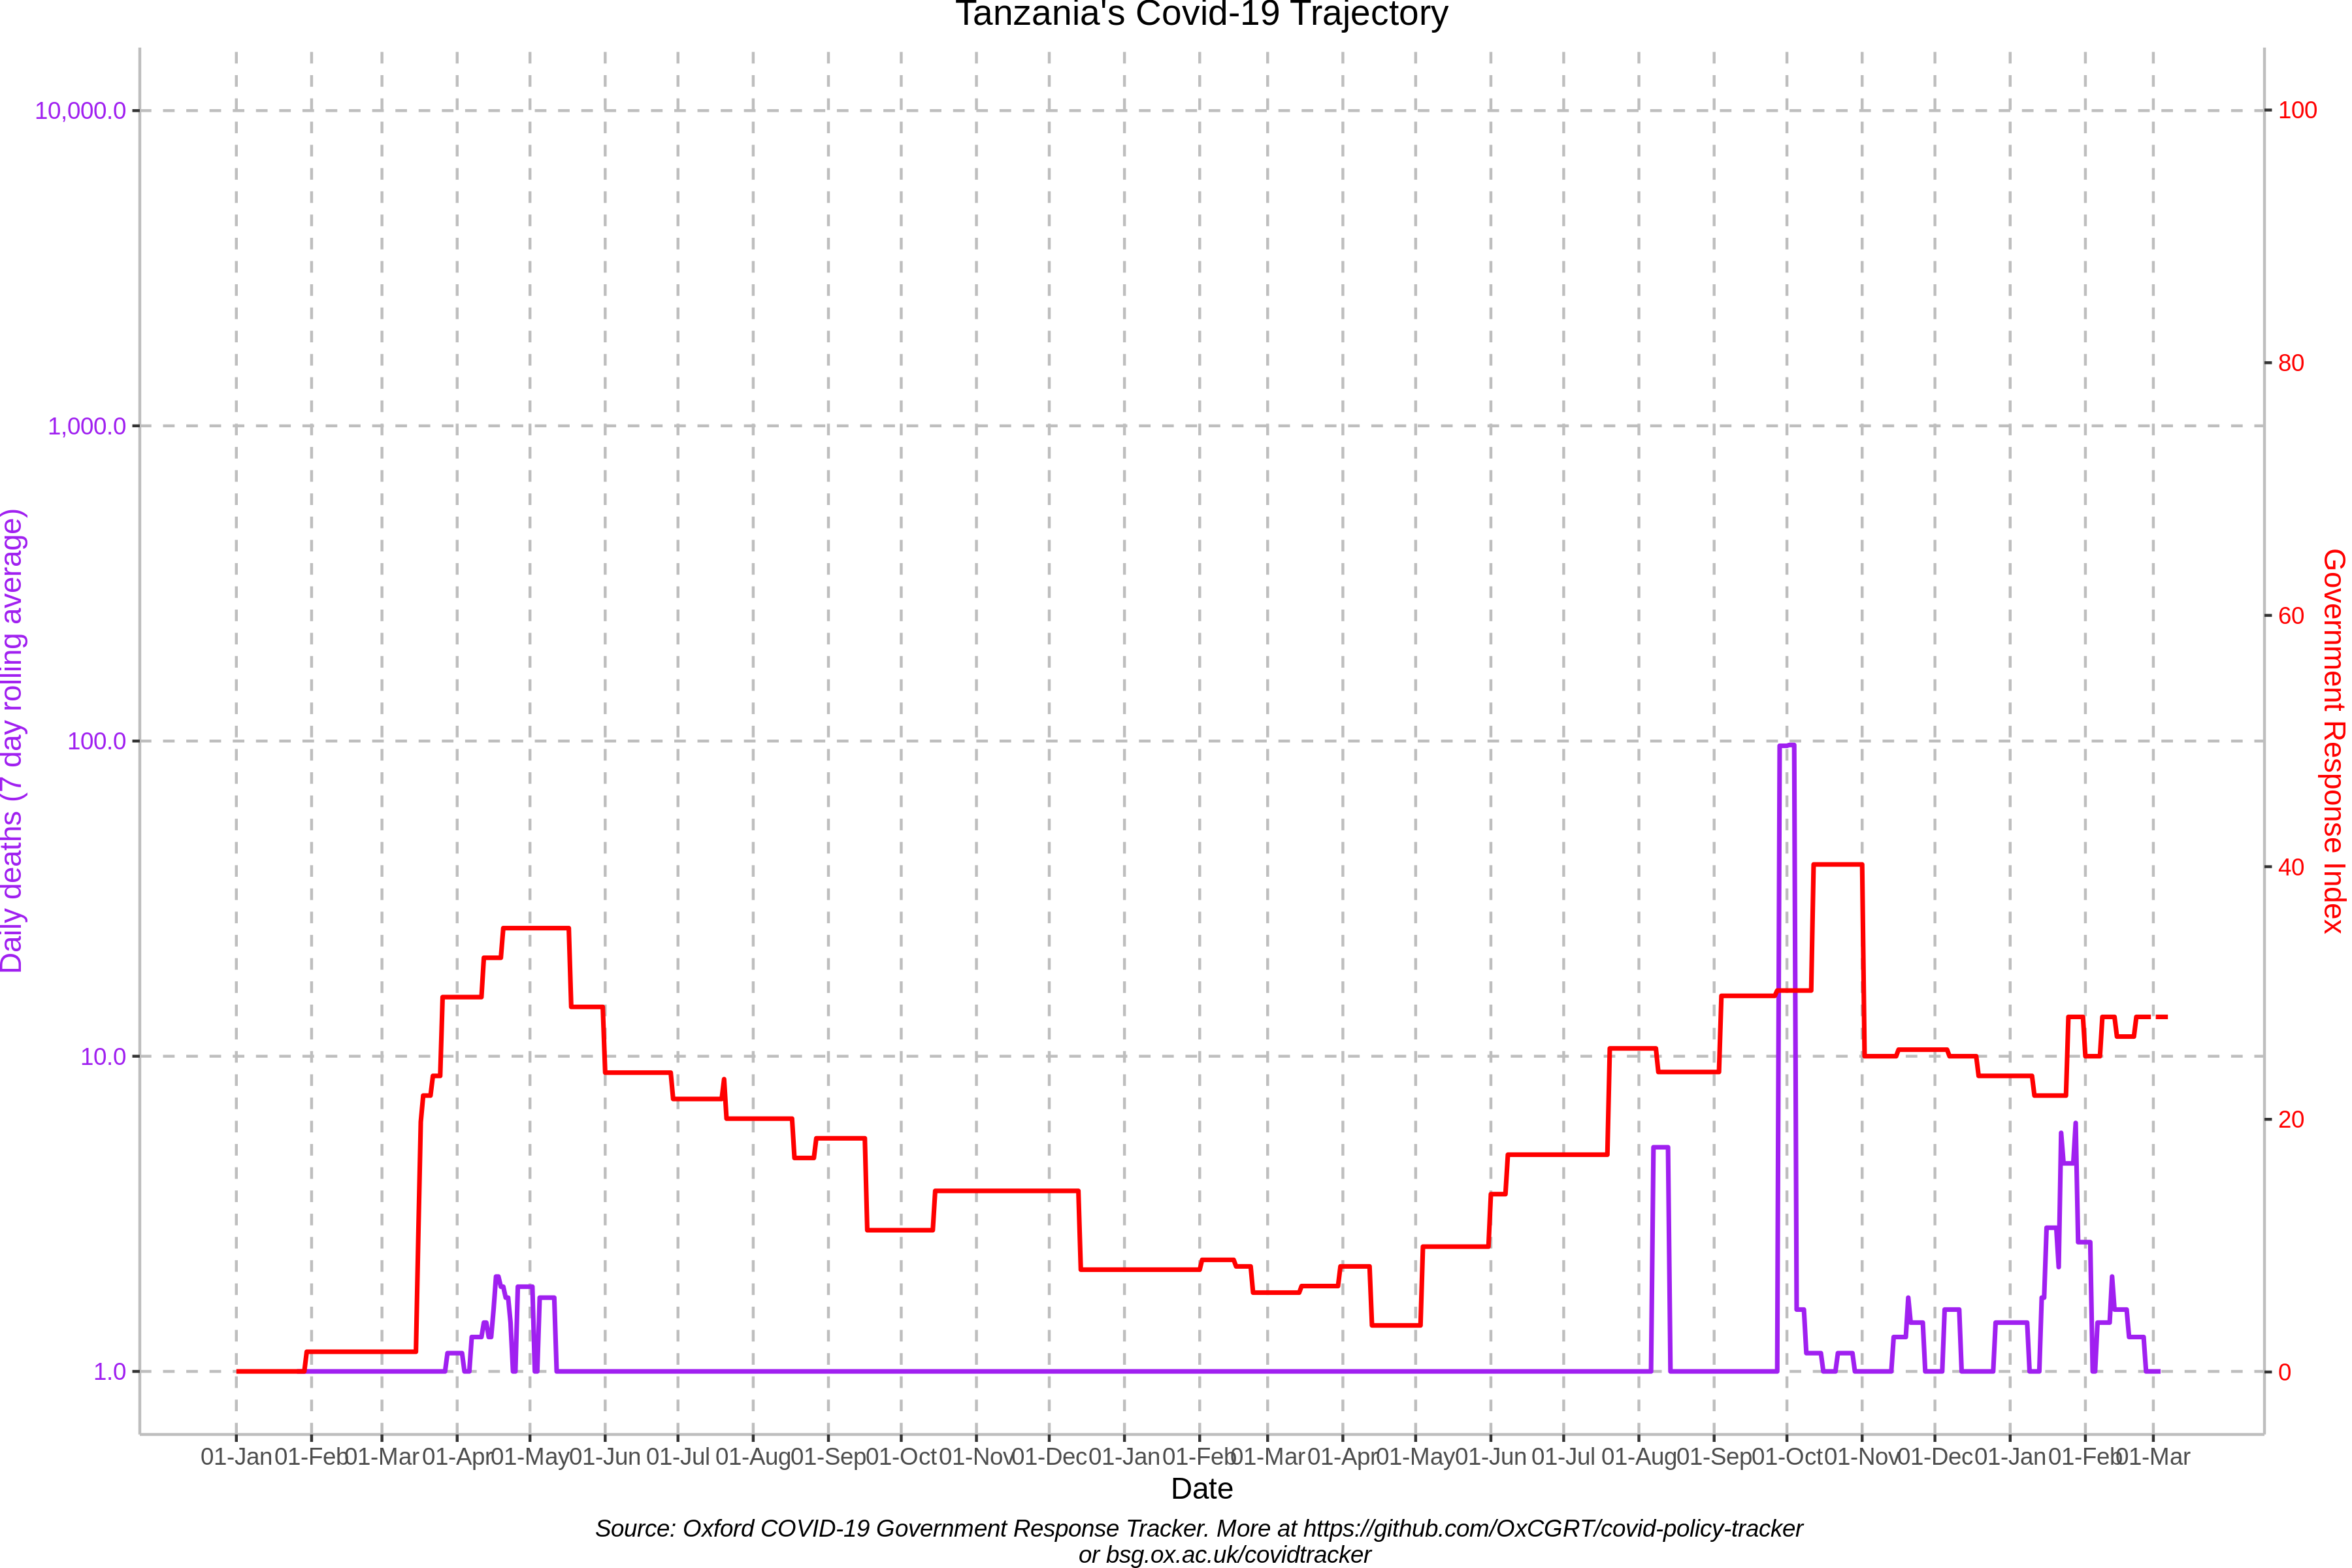 Tanzania's Covid-19 Trajectory
10,000.0
1,000.0
100.0
10.0
1.0
Daily deaths (7 day rolling average)
100
80
60
40
20
0
Government Response Index
01-Jan 01-Feb 01-Mar 01-Apr 01-May 01-Jun 01-Jul 01-Aug 01-Sep 01-Oct 01-Nov 01-Dec 01-Jan 01-Feb 01-Mar 01-Apr 01-May 01-Jun 01-Jul 01-Aug 01-Sep 01-Oct 01-Nov 01-Dec 01-Jan 01-Feb 01-Mar
Date
Source: Oxford COVID-19 Government Response Tracker. More at https://github.com/OxCGRT/covid-policy-tracker
or bsg.ox.ac.uk/covidtracker